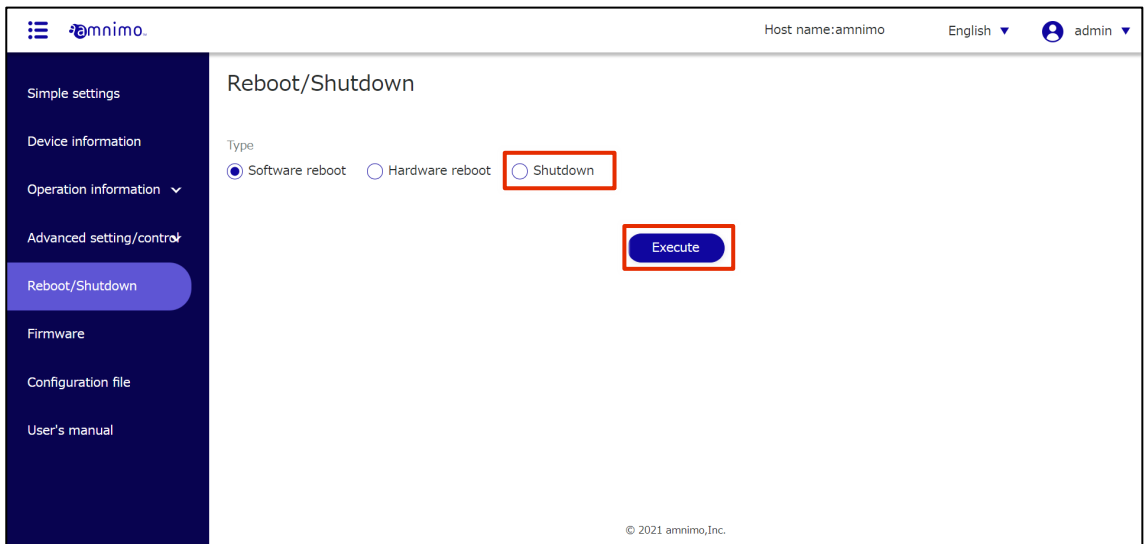 amnimo
Host name:amnimo
English
admin
Simple settings
Device information
Operation information
Advanced setting/control
Reboot/Shutdown
Firmware
Configuration file
User's manual
Reboot/Shutdown
Type
Software reboot Hardware reboot Shutdown
Execute
© 2021 amnimo,Inc.